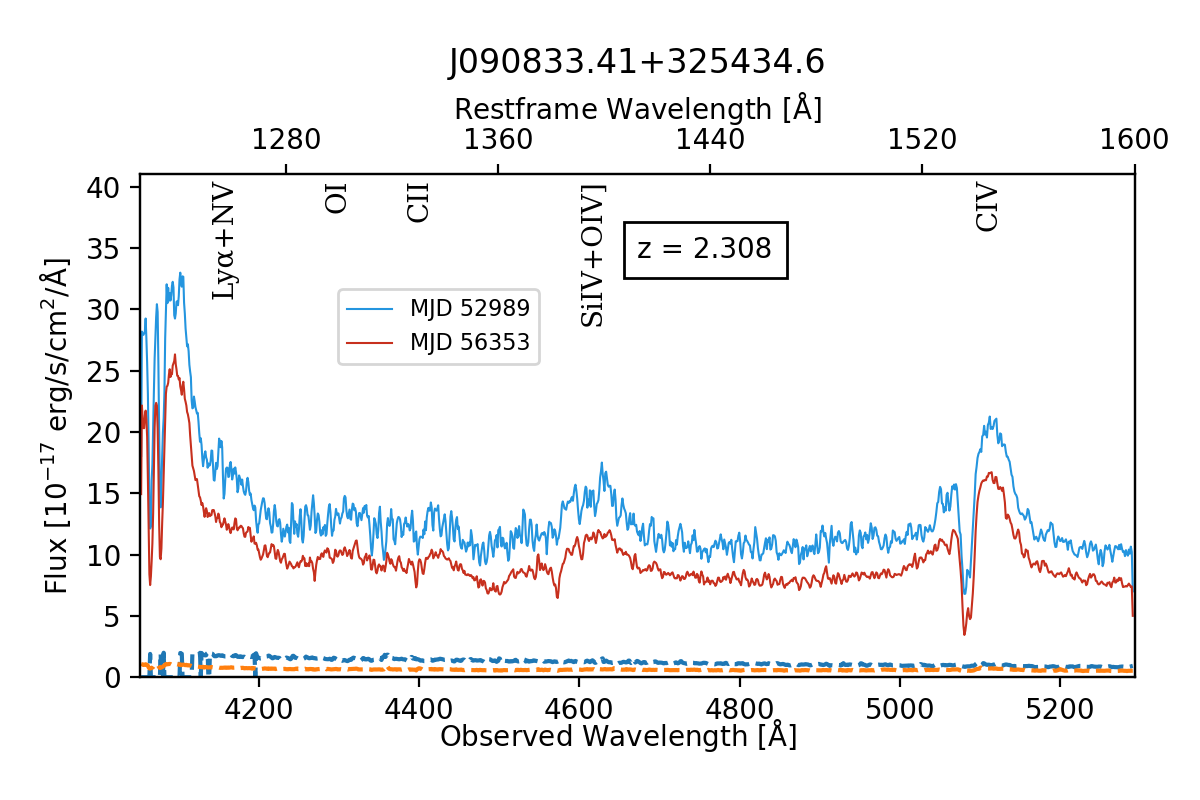 J090833.41+325434.6
Restframe Wavelength [Å]
1280 1360 1440 1520 1600
Lyα+NV
OI
CII
SiIV+OIV]
CIV
z = 2.308
MJD 52989
MJD 56353
Flux [10⁻¹⁷ erg/s/cm²/Å]
40
35
30
25
20
15
10
5
0
4200 4400 4600 4800 5000 5200
Observed Wavelength [Å]